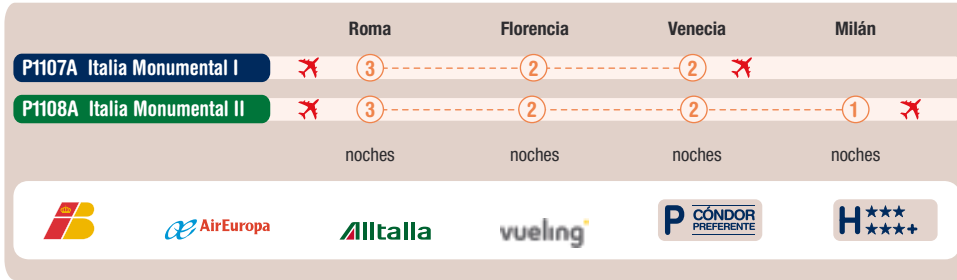 Roma Florencia Venecia Milán
P1107A Italia Monumental I 3 2 2
P1108A Italia Monumental II 3 2 2 1
noches noches noches noches
IB AirEuropa Alitalia vueling P CÓNDOR PREFERENTE H ★★★ ★★★+